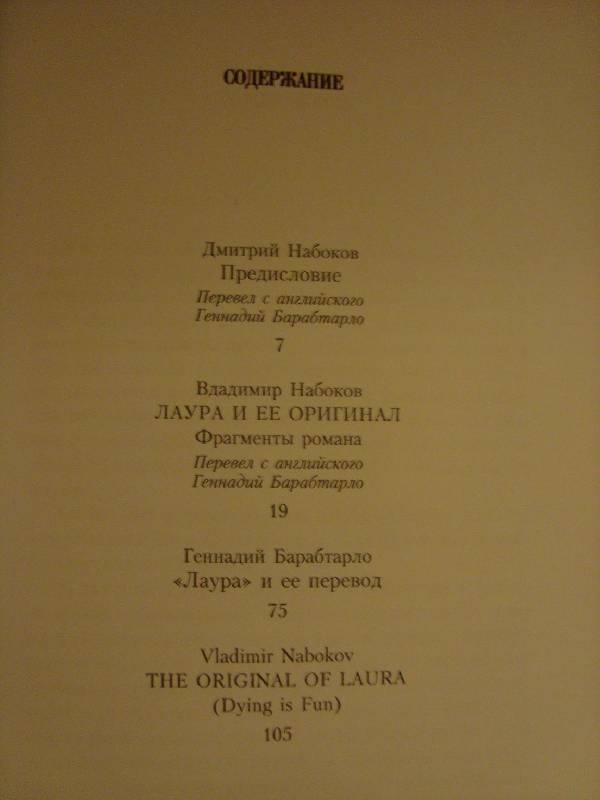 СОДЕРЖАНИЕ
Дмитрий Набоков
Предисловие
Перевел с английского
Геннадий Барабтарло
7
Владимир Набоков
ЛАУРА И ЕЕ ОРИГИНАЛ
Фрагменты романа
Перевел с английского
Геннадий Барабтарло
19
Геннадий Барабтарло
«Лаура» и ее перевод
75
Vladimir Nabokov
THE ORIGINAL OF LAURA
(Dying is Fun)
105